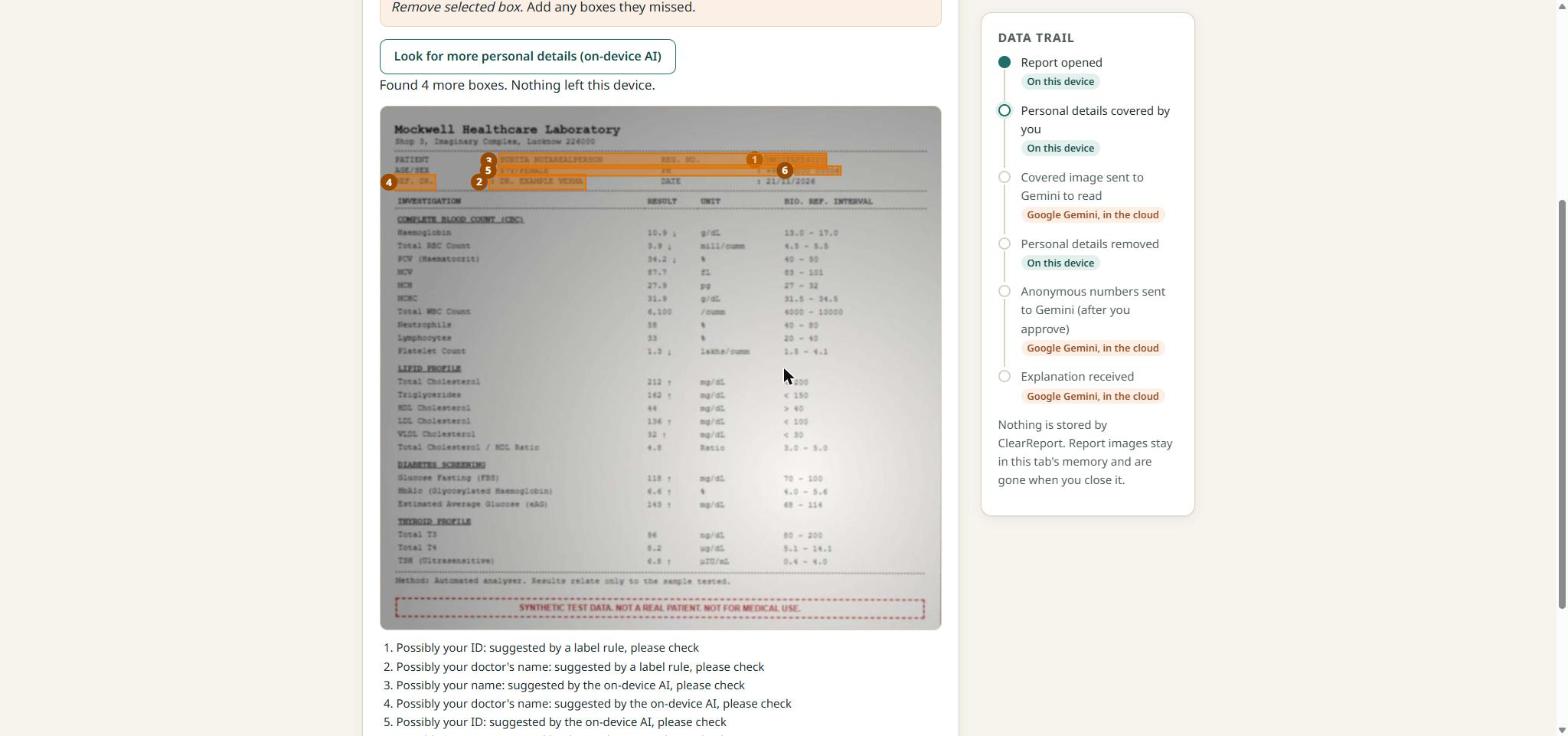 Remove selected box. Add any boxes they missed.
Look for more personal details (on-device AI)
Found 4 more boxes. Nothing left this device.
Mockwell Healthcare Laboratory
Shop 3, Imaginary Complex, Lucknow 226000
PATIENT 3 SUNITA NOTAREALPERSON REG. NO. 1
AGE/SEX 5 /FEMALE PH 6
4 REF. DR. 2 : DR. EXAMPLE VERMA DATE : 21/11/2026
INVESTIGATION RESULT UNIT BIO. REF. INTERVAL
COMPLETE BLOOD COUNT (CBC)
Haemoglobin 10.9 ↓ g/dL 13.0 - 17.0
Total RBC Count 3.9 ↓ mill/cumm 4.5 - 5.5
PCV (Haematocrit) 34.2 ↓ % 40 - 50
MCV 87.7 fL 83 - 101
MCH 27.9 pg 27 - 32
MCHC 31.9 g/dL 31.5 - 34.5
Total WBC Count 6,100 /cumm 4000 - 10000
Neutrophils 58 % 40 - 80
Lymphocytes 33 % 20 - 40
Platelet Count 1.3 ↓ lakhs/cumm 1.5 - 4.1
LIPID PROFILE
Total Cholesterol 212 ↑ mg/dL 200
Triglycerides 162 ↑ mg/dL < 150
HDL Cholesterol 44 mg/dL > 40
LDL Cholesterol 136 ↑ mg/dL < 100
VLDL Cholesterol 32 ↑ mg/dL < 30
Total Cholesterol / HDL Ratio 4.8 Ratio 3.0 - 5.0
DIABETES SCREENING
Glucose Fasting (FBS) 118 ↑ mg/dL 70 - 100
HbA1c (Glycosylated Haemoglobin) 6.6 ↑ % 4.0 - 5.6
Estimated Average Glucose (eAG) 143 ↑ mg/dL 68 - 114
THYROID PROFILE
Total T3 96 ng/dL 80 - 200
Total T4 8.2 µg/dL 5.1 - 14.1
TSH (Ultrasensitive) 6.8 ↑ µIU/mL 0.4 - 4.0
Method: Automated analyser. Results relate only to the sample tested.
SYNTHETIC TEST DATA. NOT A REAL PATIENT. NOT FOR MEDICAL USE.
1. Possibly your ID: suggested by a label rule, please check
2. Possibly your doctor's name: suggested by a label rule, please check
3. Possibly your name: suggested by the on-device AI, please check
4. Possibly your doctor's name: suggested by the on-device AI, please check
5. Possibly your ID: suggested by the on-device AI, please check
DATA TRAIL
Report opened
On this device
Personal details covered by
you
On this device
Covered image sent to
Gemini to read
Google Gemini, in the cloud
Personal details removed
On this device
Anonymous numbers sent
to Gemini (after you
approve)
Google Gemini, in the cloud
Explanation received
Google Gemini, in the cloud
Nothing is stored by
ClearReport. Report images stay
in this tab's memory and are
gone when you close it.